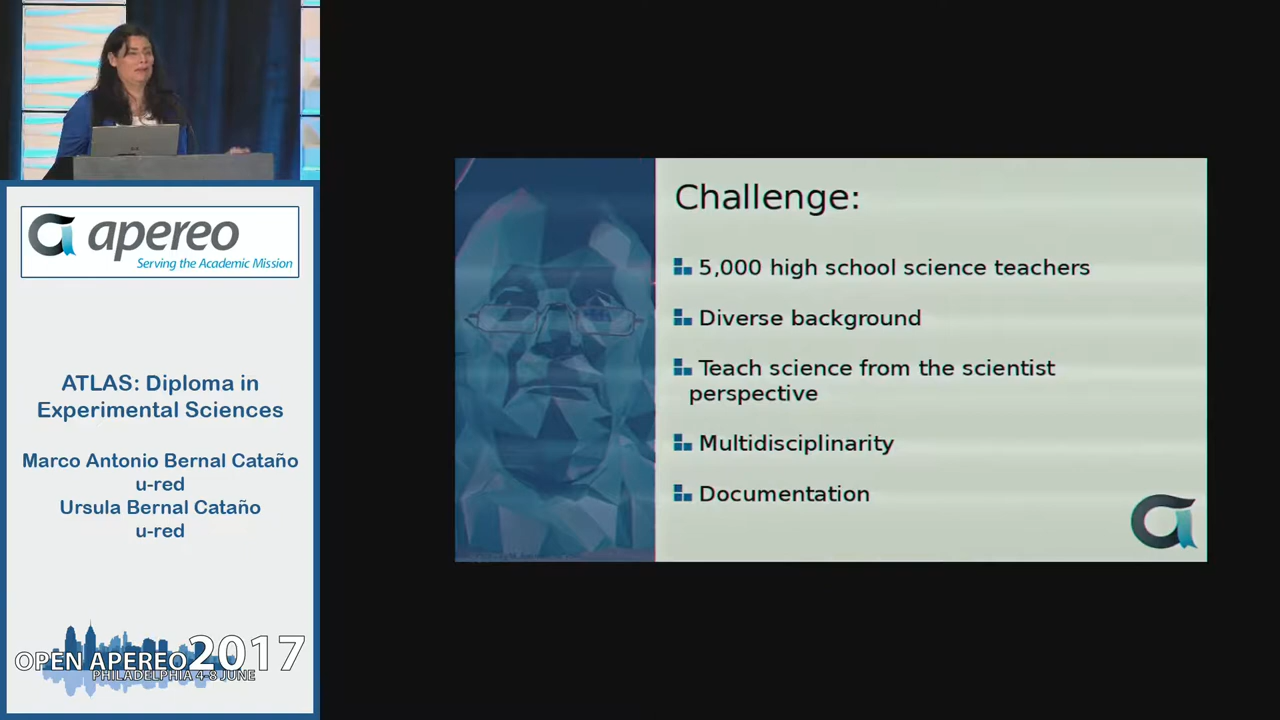 apereo
Serving the Academic Mission
ATLAS: Diploma in
Experimental Sciences
Marco Antonio Bernal Cataño
u-red
Ursula Bernal Cataño
u-red
OPEN APEREO 2017
PHILADELPHIA 4-8 JUNE
Challenge:
5,000 high school science teachers
Diverse background
Teach science from the scientist
perspective
Multidisciplinarity
Documentation